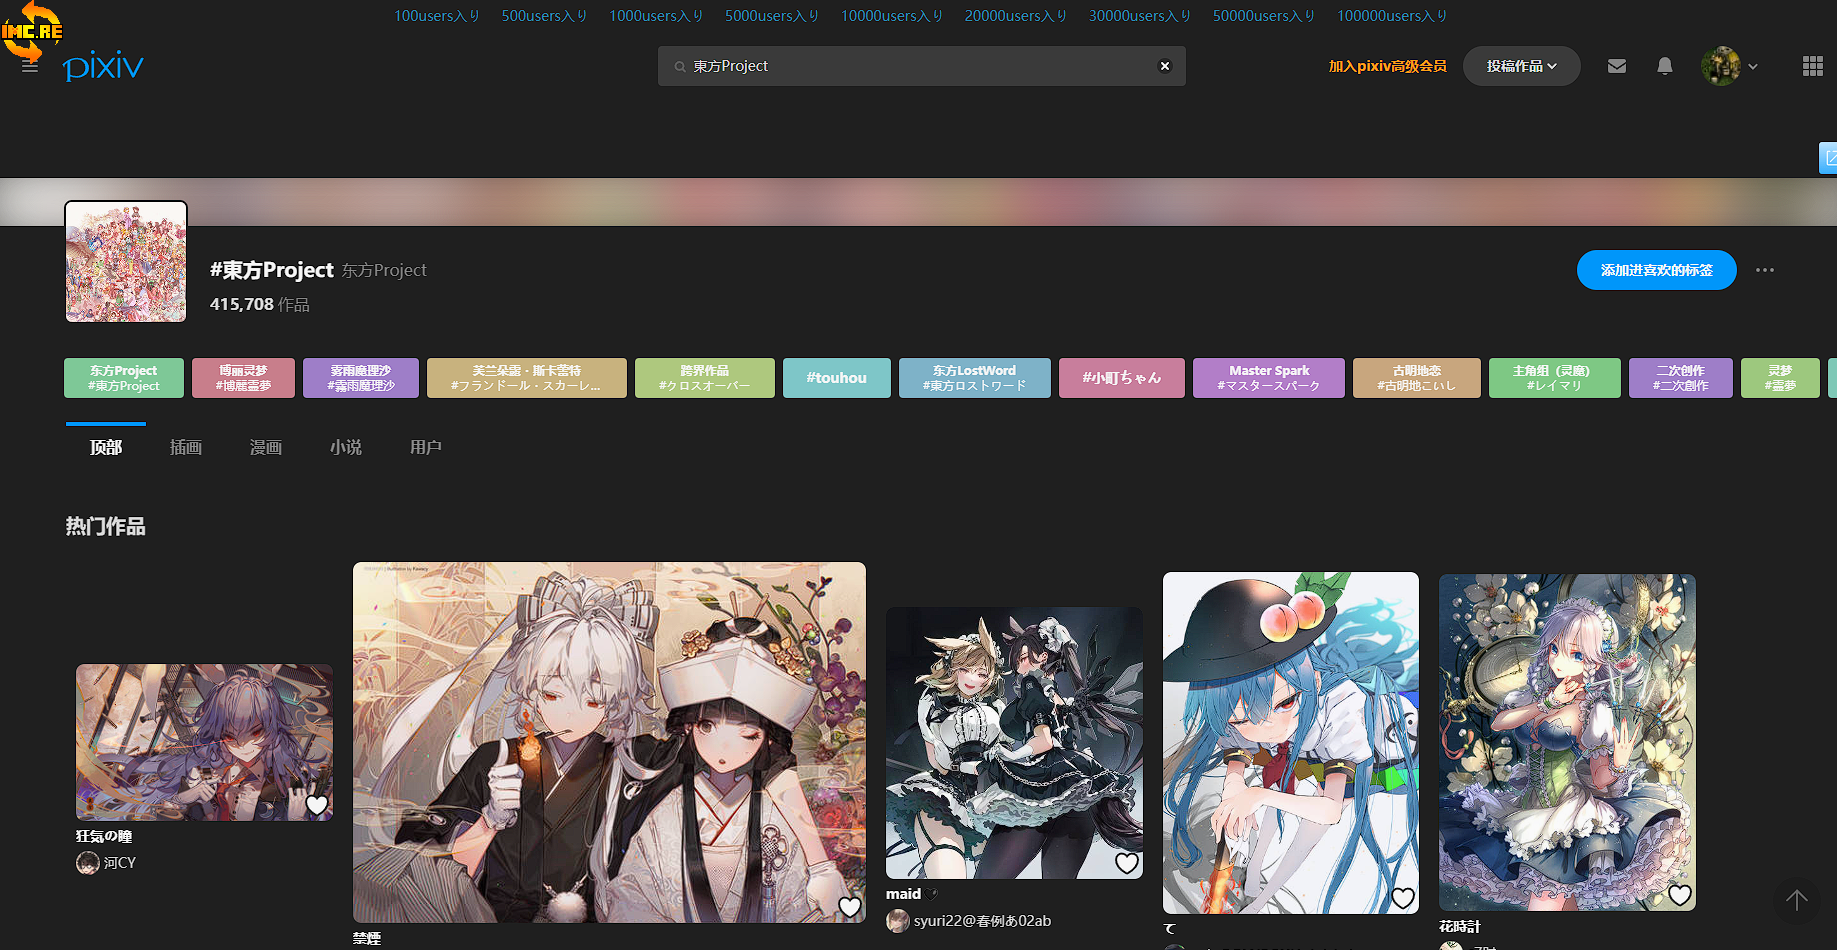 100users入り 500users入り 1000users入り 5000users入り 10000users入り 20000users入り 30000users入り 50000users入り 100000users入り
IMC.RE
pixiv
東方Project
加入pixiv高级会员
投稿作品
#東方Project 东方Project
添加进喜欢的标签
415,708 作品
东方Project
#東方Project
博丽灵梦
#博麗霊夢
雾雨魔理沙
#霧雨魔理沙
芙兰朵露・斯卡蕾特
#フランドール・スカーレ...
跨界作品
#クロスオーバー
#touhou
东方LostWord
#東方ロストワード
#小町ちゃん
Master Spark
#マスタースパーク
古明地恋
#古明地こいし
主角组（灵魔）
#レイマリ
二次创作
#二次創作
灵梦
#霊夢
顶部 插画 漫画 小说 用户
热门作品
狂気の瞳
河CY
禁煙
maid
syuri22@春例あ02ab
て
花時計